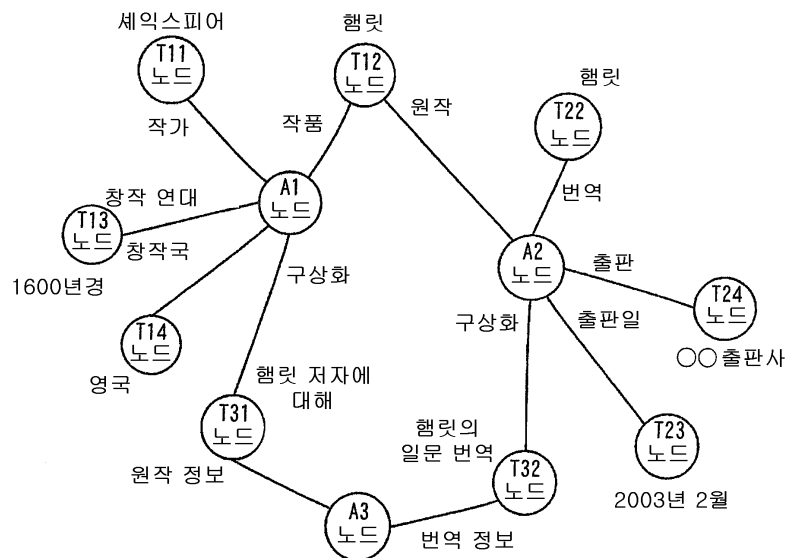 셰익스피어
T11
노드
햄릿
T12
노드
햄릿
T22
노드
작가
작품
원작
번역
A1
노드
창작 연대
T13
노드
창작국
1600년경
A2
노드
출판
구상화
구상화
출판일
T24
노드
○○출판사
T14
노드
영국
햄릿 저자에
대해
T31
노드
햄릿의
일문 번역
T23
노드
원작 정보
T32
노드
2003년 2월
A3
노드
번역 정보